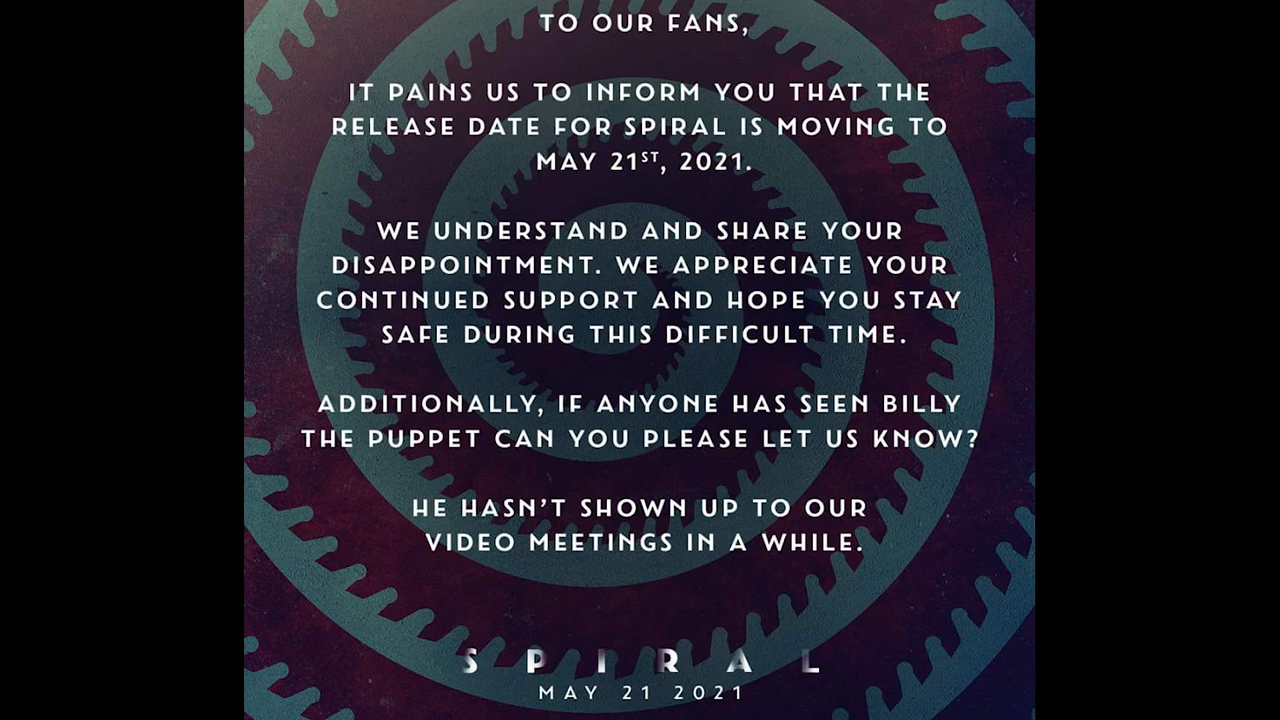 TO OUR FANS,
IT PAINS US TO INFORM YOU THAT THE
RELEASE DATE FOR SPIRAL IS MOVING TO
MAY 21ST, 2021.
WE UNDERSTAND AND SHARE YOUR
DISAPPOINTMENT. WE APPRECIATE YOUR
CONTINUED SUPPORT AND HOPE YOU STAY
SAFE DURING THIS DIFFICULT TIME.
ADDITIONALLY, IF ANYONE HAS SEEN BILLY
THE PUPPET CAN YOU PLEASE LET US KNOW?
HE HASN'T SHOWN UP TO OUR
VIDEO MEETINGS IN A WHILE.
SPIRAL
MAY 21 2021